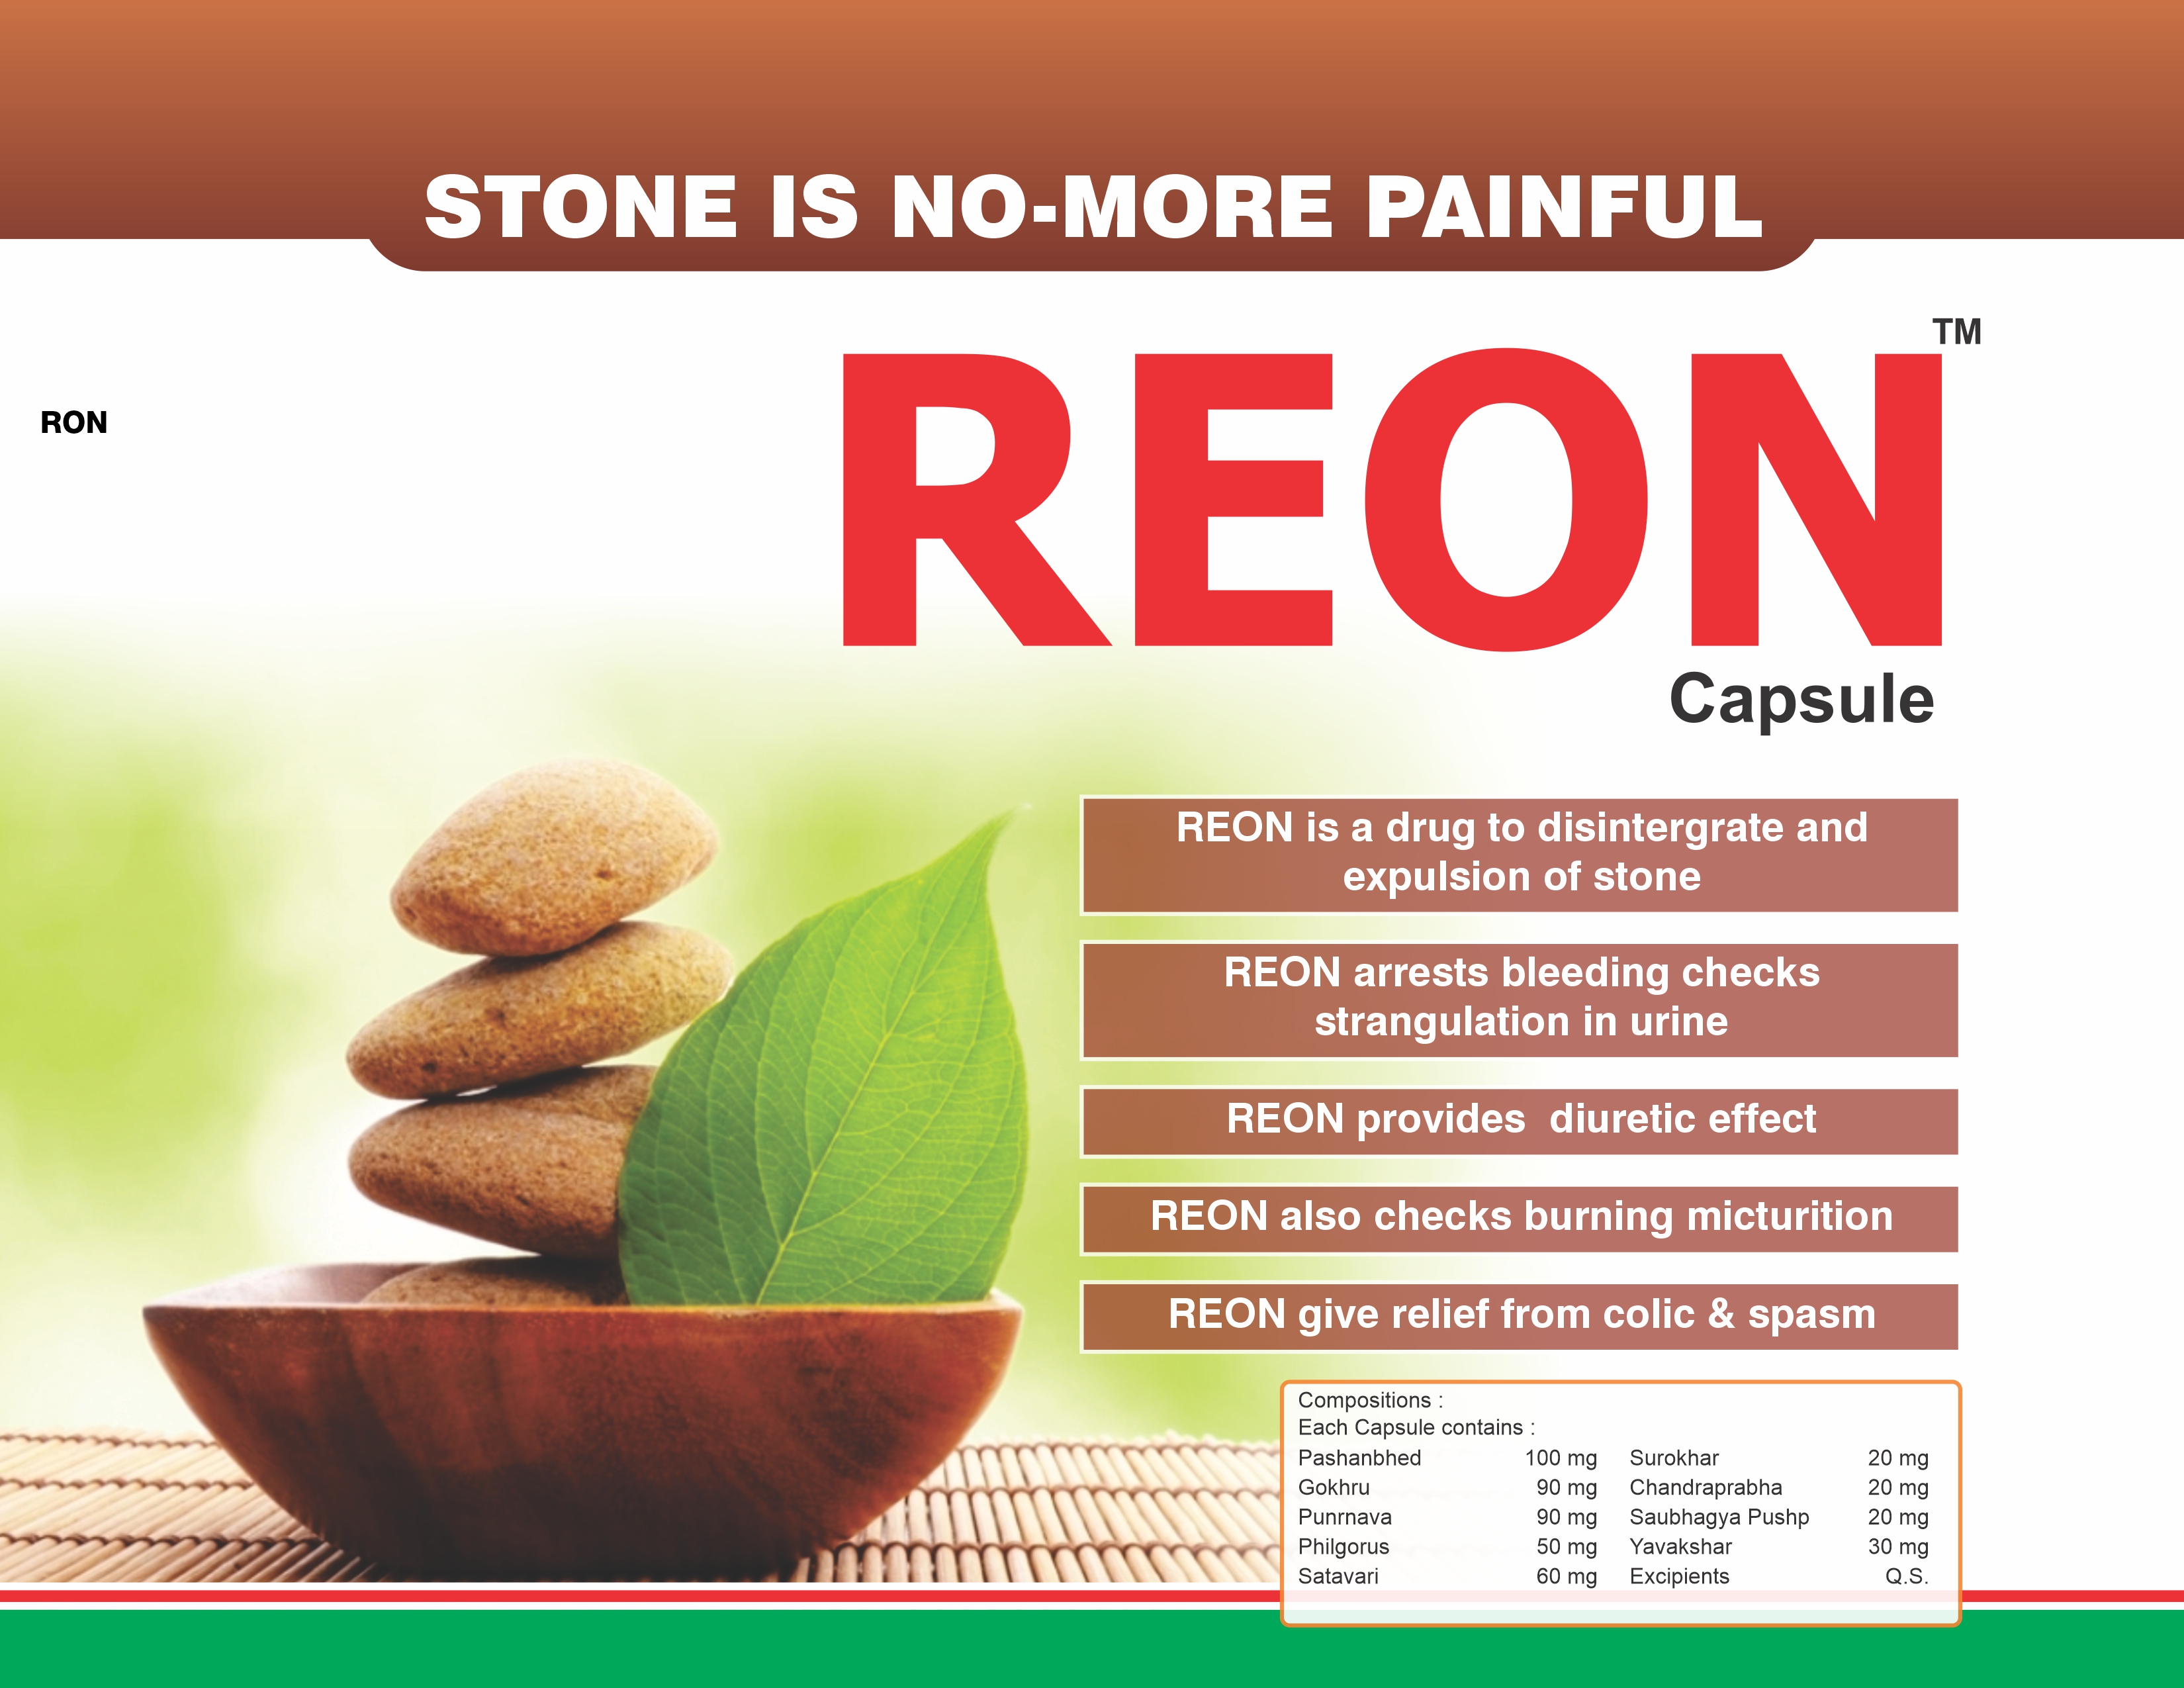 STONE IS NO-MORE PAINFUL
REON
TM
RON
Capsule
REON is a drug to disintergrate and
expulsion of stone
REON arrests bleeding checks
strangulation in urine
REON provides  diuretic effect
REON also checks burning micturition
REON give relief from colic & spasm
Compositions :
Each Capsule contains :
Pashanbhed 100 mg Surokhar 20 mg
Gokhru 90 mg Chandraprabha 20 mg
Punrnava 90 mg Saubhagya Pushp 20 mg
Philgorus 50 mg Yavakshar 30 mg
Satavari 60 mg Excipients Q.S.